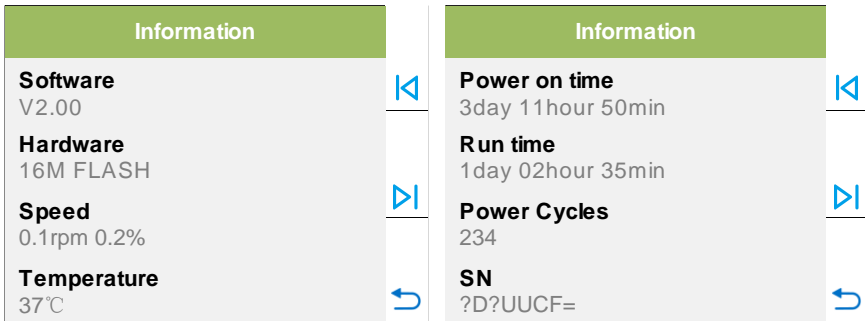 Information
Software
V2.00
Hardware
16M FLASH
Speed
0.1rpm 0.2%
Temperature
37℃
Information
Power on time
3day 11hour 50min
Run time
1day 02hour 35min
Power Cycles
234
SN
?D?UUCF=